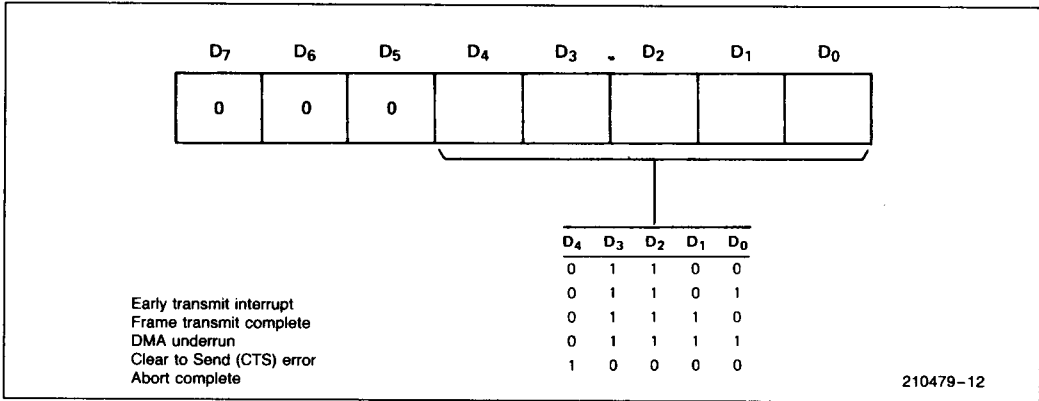 D7 D6 D5 D4 D3 D2 D1 D0
0 0 0
D4 D3 D2 D1 D0
0 1 1 0 0
0 1 1 0 1
0 1 1 1 0
0 1 1 1 1
1 0 0 0 0
Early transmit interrupt
Frame transmit complete
DMA underrun
Clear to Send (CTS) error
Abort complete
210479-12